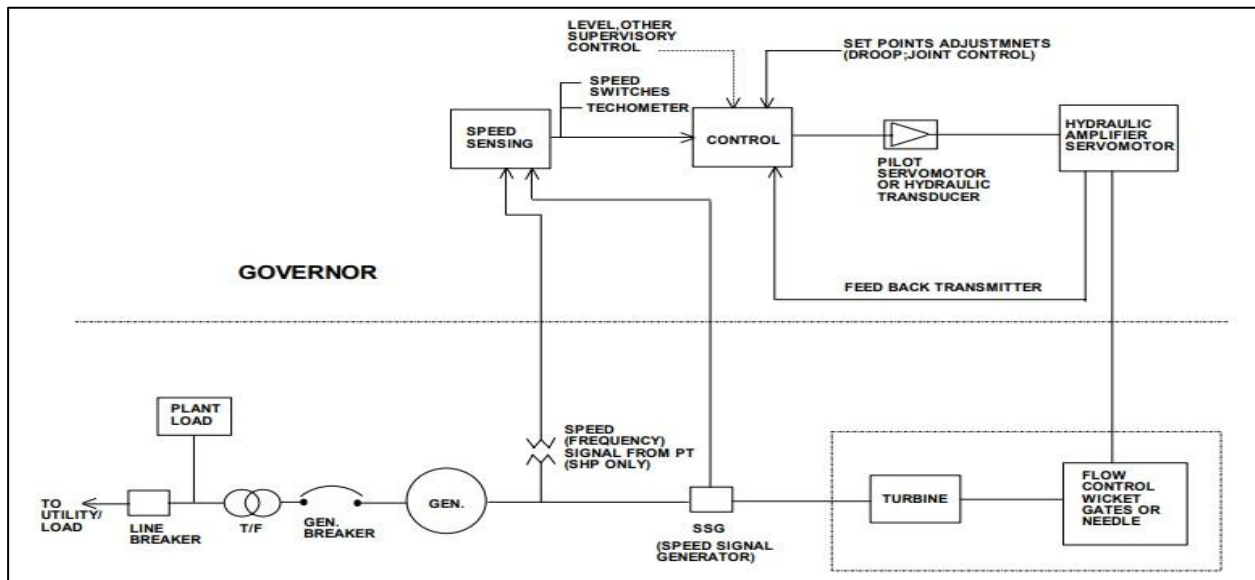 LEVEL,OTHER
SUPERVISORY
CONTROL
SET POINTS ADJUSTMNETS
(DROOP;JOINT CONTROL)
SPEED
SWITCHES
TECHOMETER
SPEED
SENSING
CONTROL
HYDRAULIC
AMPLIFIER
SERVOMOTOR
PILOT
SERVOMOTOR
OR HYDRAULIC
TRANSDUCER
GOVERNOR
FEED BACK TRANSMITTER
PLANT
LOAD
SPEED
(FREQUENCY)
SIGNAL FROM PT
(SHP ONLY)
TO
UTILITY/
LOAD
LINE
BREAKER
T/F
GEN.
BREAKER
GEN.
SSG
(SPEED SIGNAL
GENERATOR)
TURBINE
FLOW
CONTROL
WICKET
GATES OR
NEEDLE